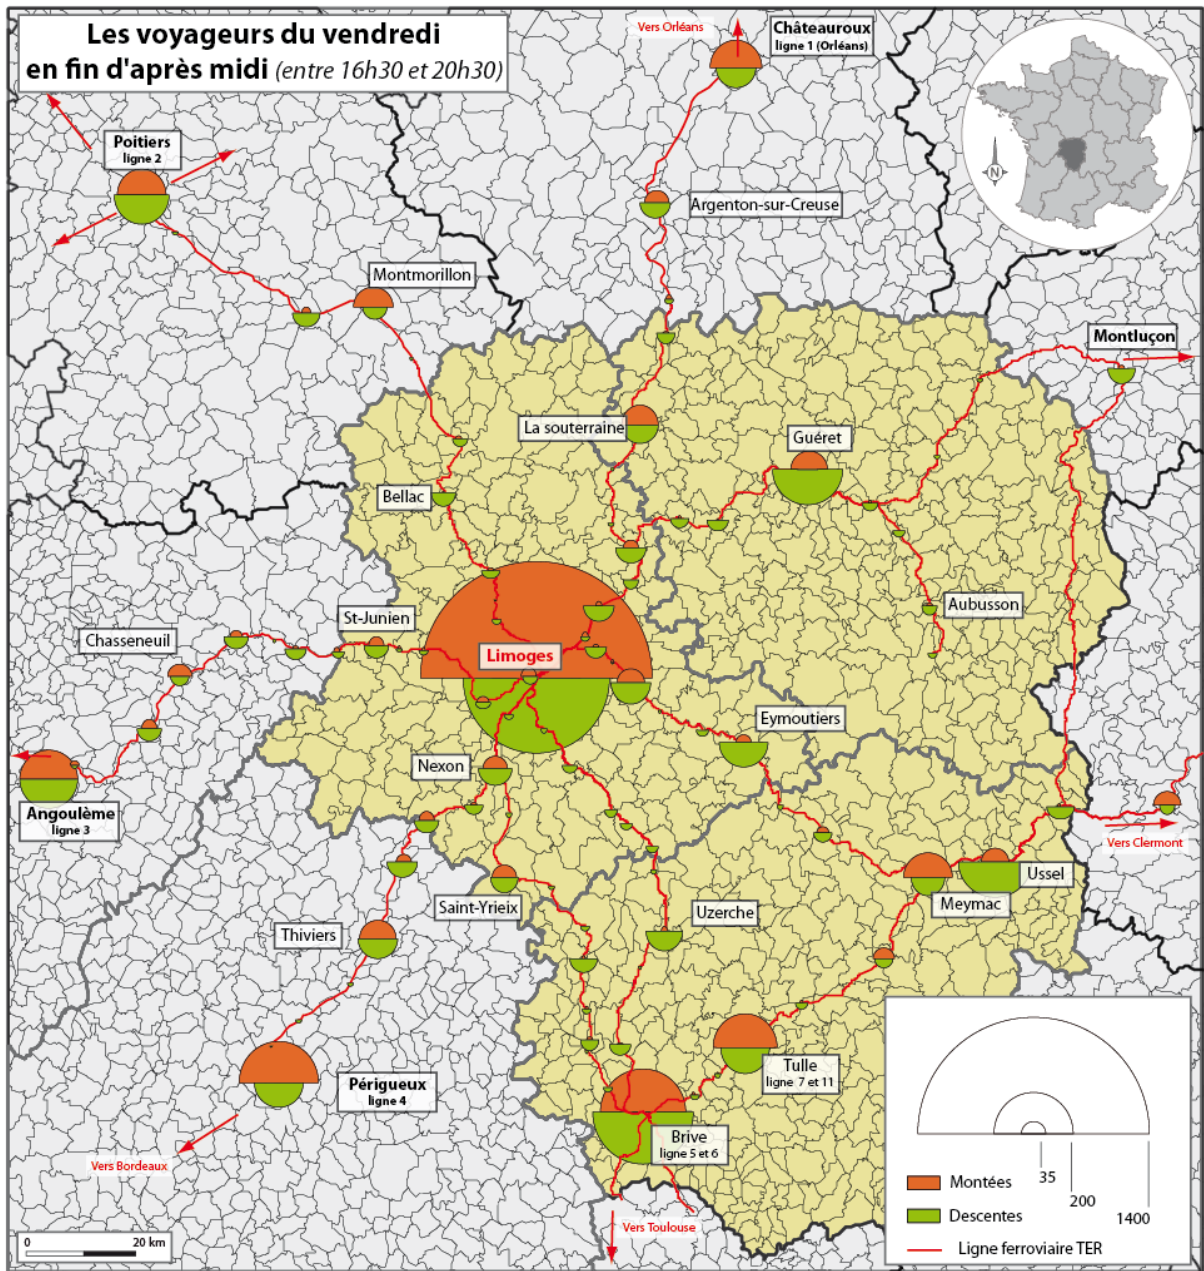 Les voyageurs du vendredi
en fin d'après midi (entre 16h30 et 20h30)
Vers Orléans
Châteauroux
ligne 1 (Orléans)
N
Poitiers
ligne 2
Argenton-sur-Creuse
Montmorillon
Montluçon
La souterraine
Guéret
Bellac
Aubusson
St-Junien
Chasseneuil
Limoges
Eymoutiers
Nexon
Angoulème
ligne 3
Vers Clermont
Ussel
Meymac
Saint-Yrieix
Uzerche
Thiviers
Tulle
ligne 7 et 11
Périgueux
ligne 4
Brive
ligne 5 et 6
Vers Bordeaux
Vers Toulouse
35
200
1400
Montées
Descentes
Ligne ferroviaire TER
0 20 km